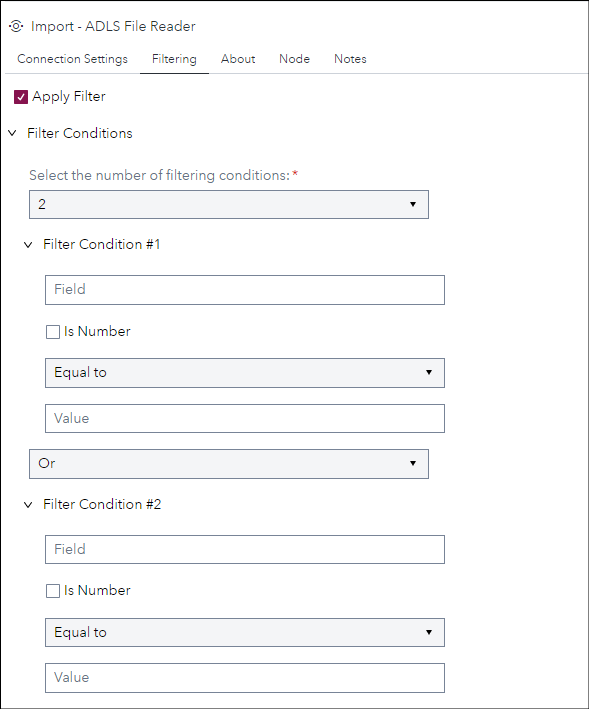 Import - ADLS File Reader
Connection Settings Filtering About Node Notes
Apply Filter
Filter Conditions
Select the number of filtering conditions:*
2
Filter Condition #1
Field
Is Number
Equal to
Value
Or
Filter Condition #2
Field
Is Number
Equal to
Value